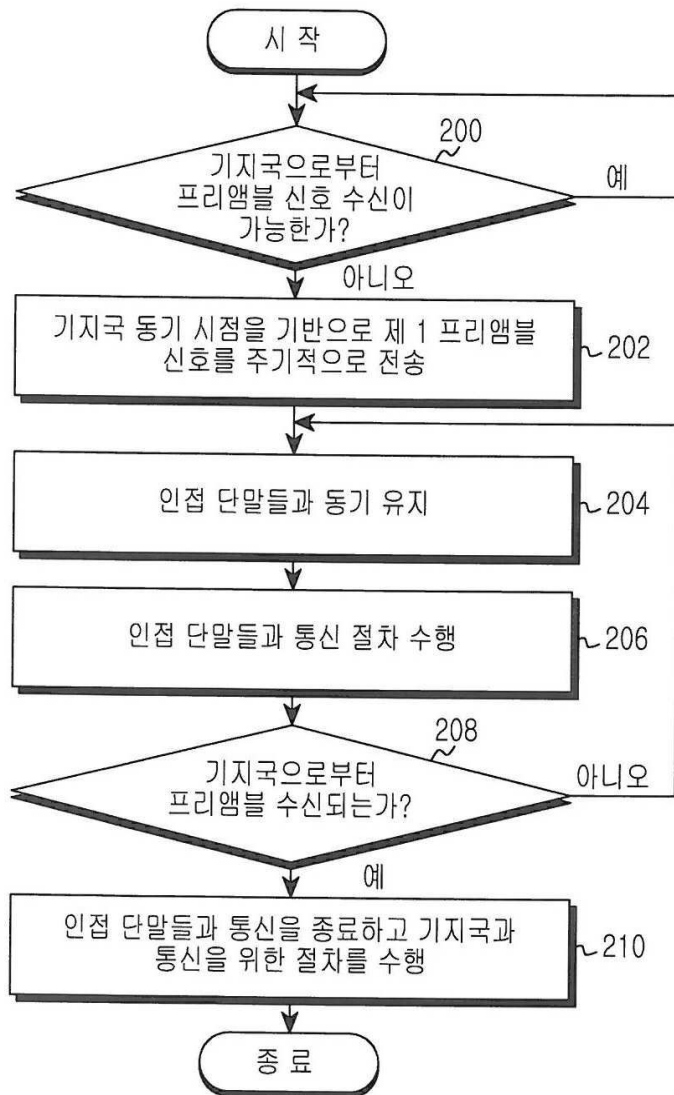 시 작
200
기지국으로부터
프리앰블 신호 수신이
가능한가?
예
아니오
기지국 동기 시점을 기반으로 제 1 프리앰블
신호를 주기적으로 전송
202
인접 단말들과 동기 유지
204
인접 단말들과 통신 절차 수행
206
208
기지국으로부터
프리앰블 수신되는가?
아니오
예
인접 단말들과 통신을 종료하고 기지국과
통신을 위한 절차를 수행
210
종 료